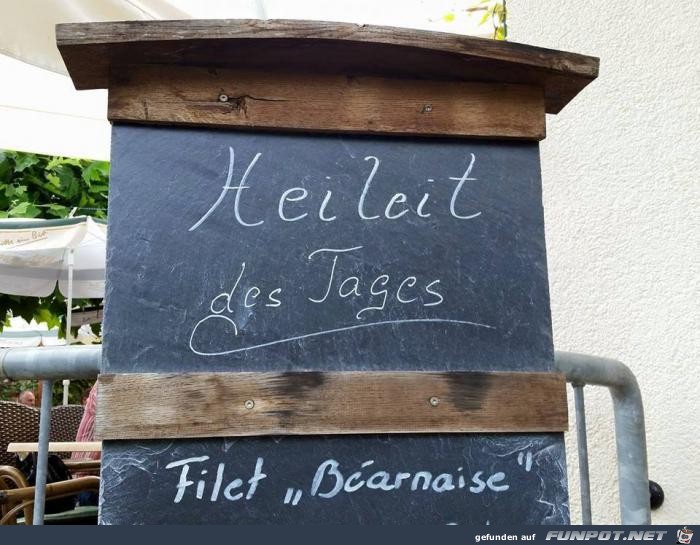 Heileit
des Tages
Filet „Béarnaise"
gefunden auf FUNPOT.NET